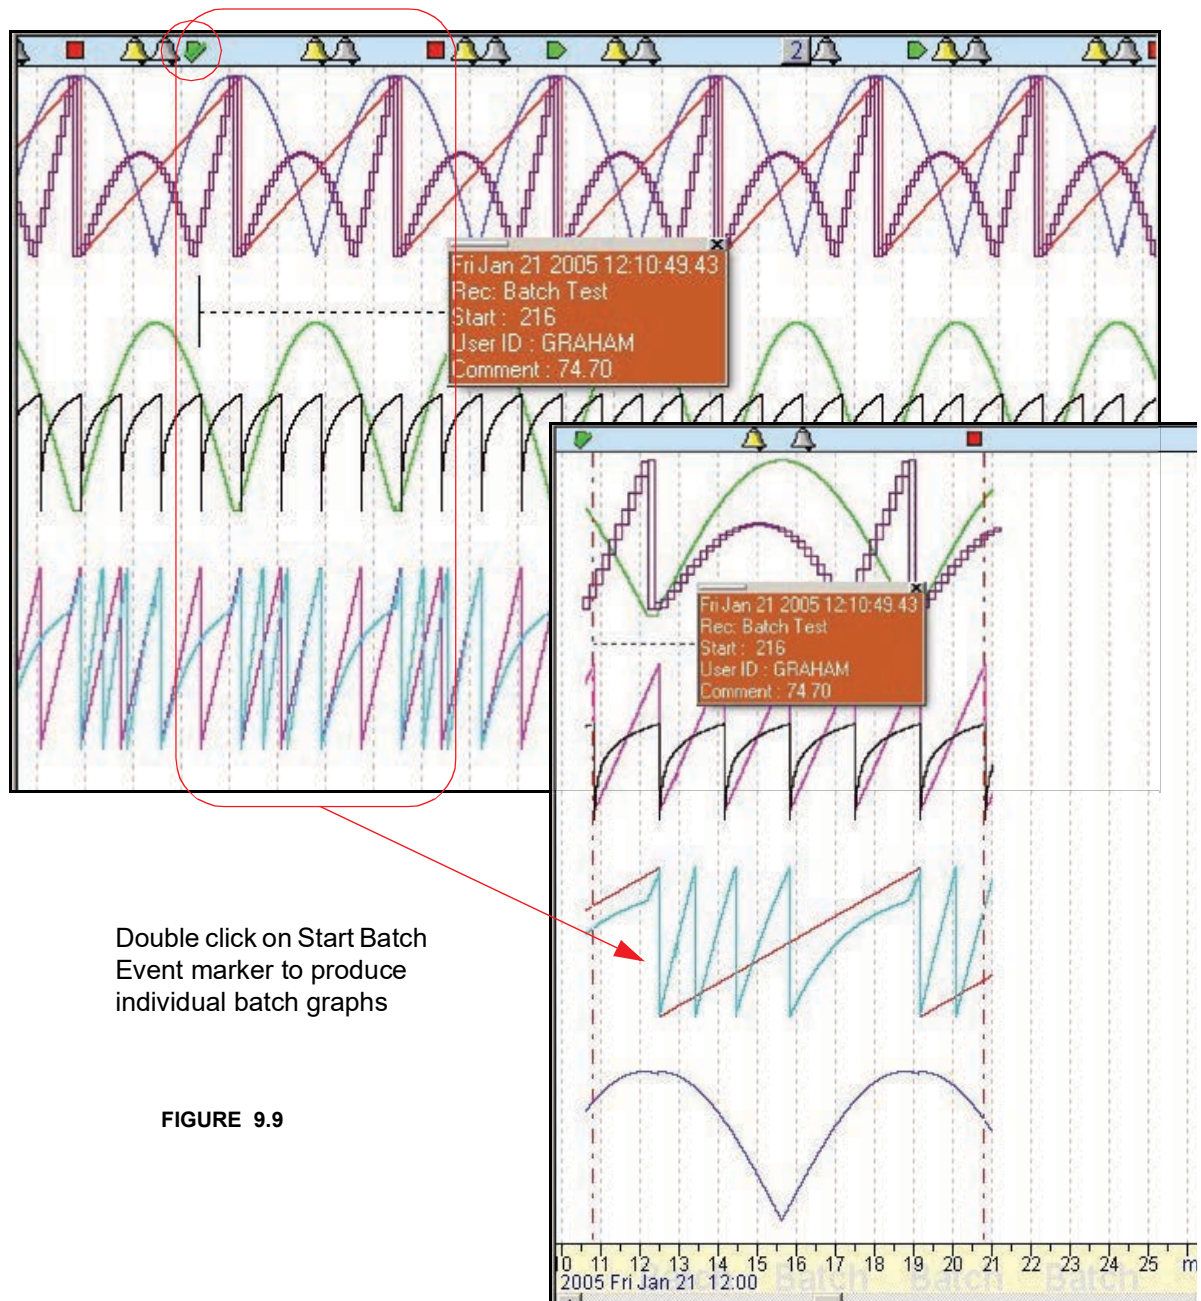 2
Fri Jan 21 2005 12:10:49.43
Rec: Batch Test
Start : 216
User ID : GRAHAM
Comment : 74.70
Fri Jan 21 2005 12:10:49.43
Rec: Batch Test
Start : 216
User ID : GRAHAM
Comment : 74.70
Double click on Start Batch
Event marker to produce
individual batch graphs
FIGURE 9.9
10 11 12 13 14 15 16 17 18 19 20 21 22 23 24 25 m
2005 Fri Jan 21 12:00
Batch Batch Batch Batch